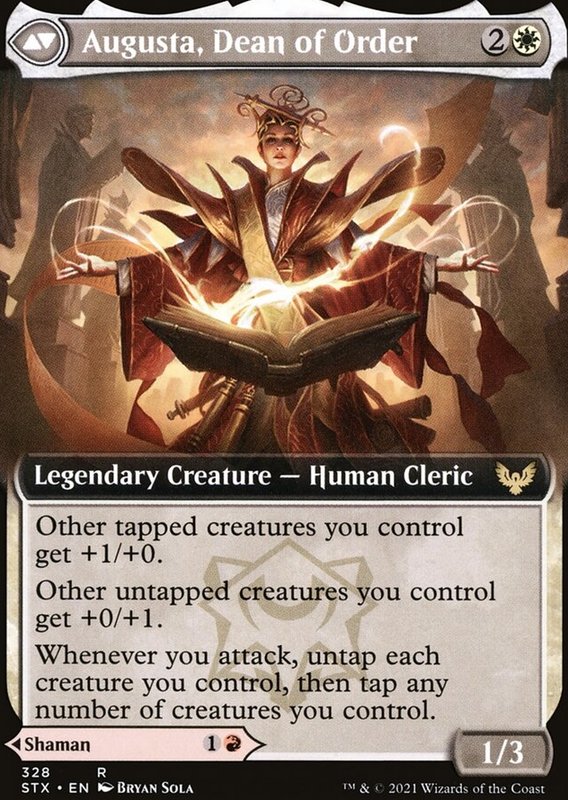 Augusta, Dean of Order 2
Legendary Creature — Human Cleric
Other tapped creatures you control
get +1/+0.
Other untapped creatures you control
get +0/+1.
Whenever you attack, untap each
creature you control, then tap any
number of creatures you control.
Shaman 1
1/3
328 R
STX • EN Bryan Sola
™ & © 2021 Wizards of the Coast